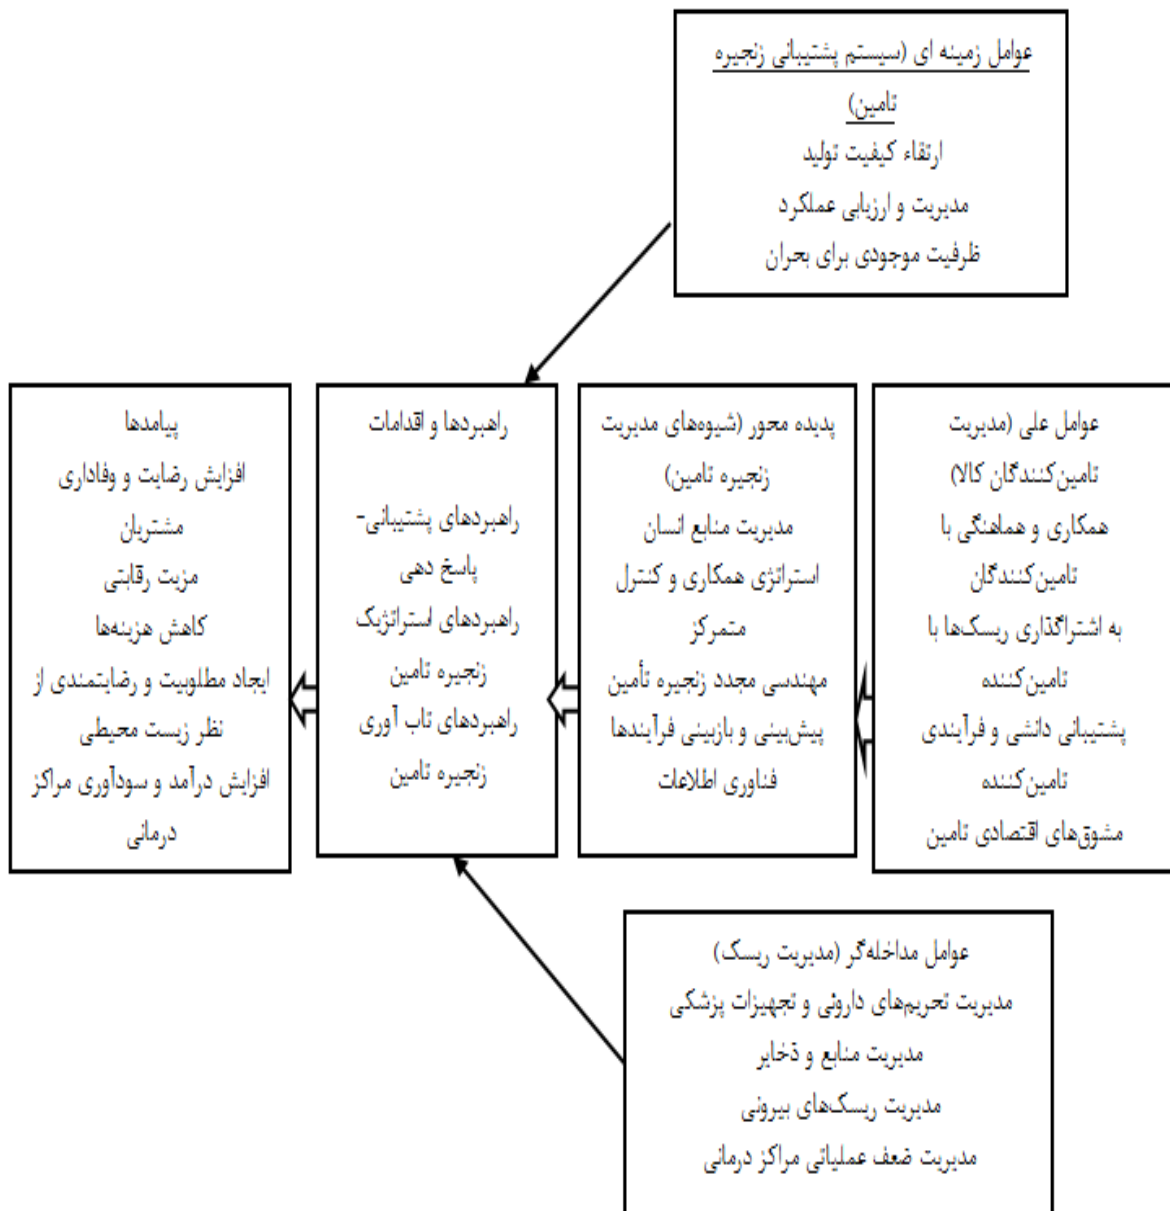 عوامل زمینه ای (سیستم پشتیبانی زنجیره
تامین)
ارتقاء کیفیت تولید
مدیریت و ارزیابی عملکرد
ظرفیت موجودی برای بحران
عوامل علی (مدیریت
تامین‌کنندگان کالا)
همکاری و هماهنگی با
تامین‌کنندگان
به اشتراگذاری ریسک‌ها با
تامین‌کننده
پشتیبانی دانشی و فرآیندی
تامین‌کننده
مشوق‌های اقتصادی تامین
پدیده محور (شیوه‌های مدیریت
زنجیره تامین)
مدیریت منابع انسان
استراتژی همکاری و کنترل
متمرکز
مهندسی مجدد زنجیره تأمین
پیش‌بینی و بازبینی فرآیندها
فناوری اطلاعات
راهبردها و اقدامات
راهبردهای پشتیبانی-
پاسخ دهی
راهبردهای استراتژیک
زنجیره تامین
راهبردهای تاب آوری
زنجیره تامین
پیامدها
افزایش رضایت و وفاداری
مشتریان
مزیت رقابتی
کاهش هزینه‌ها
ایجاد مطلوبیت و رضایتمندی از
نظر زیست محیطی
افزایش درآمد و سودآوری مراکز
درمانی
عوامل مداخله‌گر (مدیریت ریسک)
مدیریت تحریم‌های داروئی و تجهیزات پزشکی
مدیریت منابع و ذخایر
مدیریت ریسک‌های بیرونی
مدیریت ضعف عملیاتی مراکز درمانی